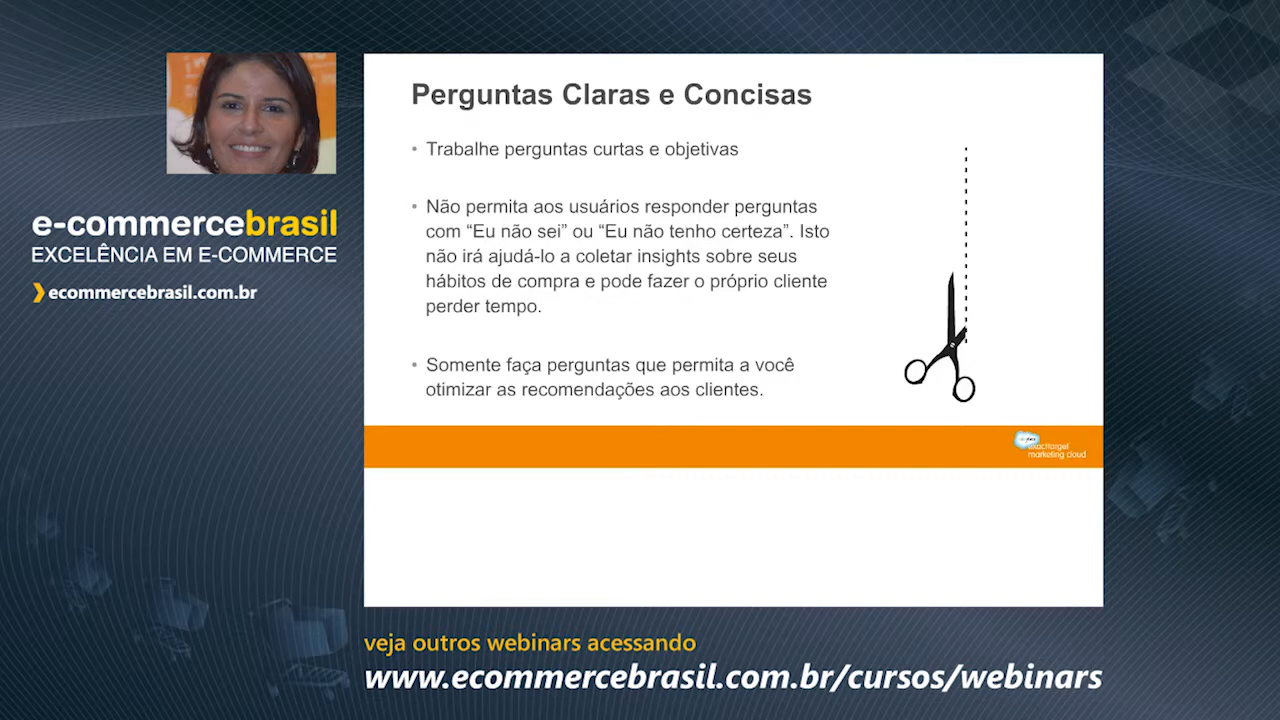 e-commercebrasil
EXCELÊNCIA EM E-COMMERCE
ecommercebrasil.com.br
Perguntas Claras e Concisas
• Trabalhe perguntas curtas e objetivas
• Não permita aos usuários responder perguntas
com “Eu não sei” ou “Eu não tenho certeza”. Isto
não irá ajudá-lo a coletar insights sobre seus
hábitos de compra e pode fazer o próprio cliente
perder tempo.
• Somente faça perguntas que permita a você
otimizar as recomendações aos clientes.
exacttarget
marketing cloud
veja outros webinars acessando
www.ecommercebrasil.com.br/cursos/webinars